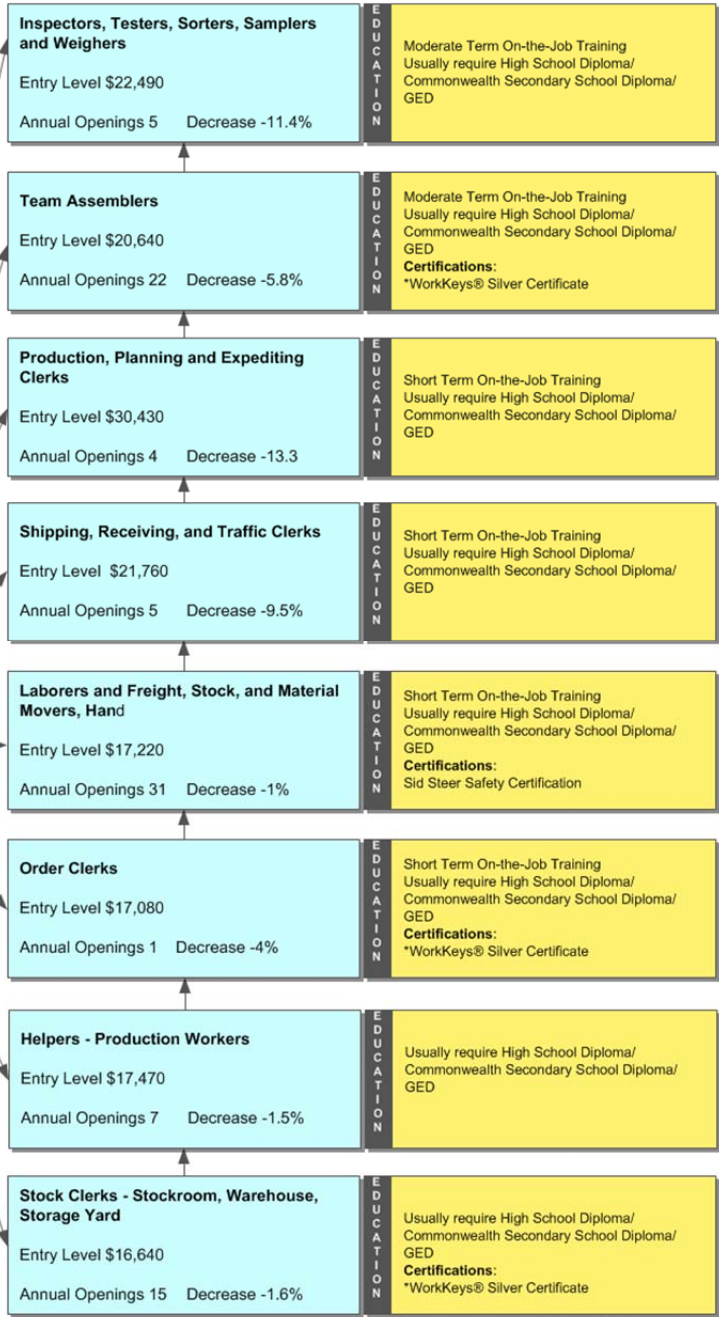 Inspectors, Testers, Sorters, Samplers
and Weighers
Entry Level $22,490
Annual Openings 5 Decrease -11.4%
EDUCATION
Moderate Term On-the-Job Training
Usually require High School Diploma/
Commonwealth Secondary School Diploma/
GED
Team Assemblers
Entry Level $20,640
Annual Openings 22 Decrease -5.8%
EDUCATION
Moderate Term On-the-Job Training
Usually require High School Diploma/
Commonwealth Secondary School Diploma/
GED
Certifications:
*WorkKeys® Silver Certificate
Production, Planning and Expediting
Clerks
Entry Level $30,430
Annual Openings 4 Decrease -13.3
EDUCATION
Short Term On-the-Job Training
Usually require High School Diploma/
Commonwealth Secondary School Diploma/
GED
Shipping, Receiving, and Traffic Clerks
Entry Level $21,760
Annual Openings 5 Decrease -9.5%
EDUCATION
Short Term On-the-Job Training
Usually require High School Diploma/
Commonwealth Secondary School Diploma/
GED
Laborers and Freight, Stock, and Material
Movers, Hand
Entry Level $17,220
Annual Openings 31 Decrease -1%
EDUCATION
Short Term On-the-Job Training
Usually require High School Diploma/
Commonwealth Secondary School Diploma/
GED
Certifications:
Sid Steer Safety Certification
Order Clerks
Entry Level $17,080
Annual Openings 1 Decrease -4%
EDUCATION
Short Term On-the-Job Training
Usually require High School Diploma/
Commonwealth Secondary School Diploma/
GED
Certifications:
*WorkKeys® Silver Certificate
Helpers - Production Workers
Entry Level $17,470
Annual Openings 7 Decrease -1.5%
EDUCATION
Usually require High School Diploma/
Commonwealth Secondary School Diploma/
GED
Stock Clerks - Stockroom, Warehouse,
Storage Yard
Entry Level $16,640
Annual Openings 15 Decrease -1.6%
EDUCATION
Usually require High School Diploma/
Commonwealth Secondary School Diploma/
GED
Certifications:
*WorkKeys® Silver Certificate